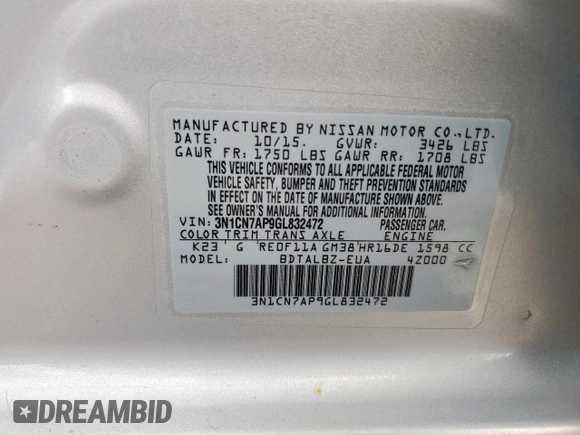 MANUFACTURED BY NISSAN MOTOR CO.,LTD.
DATE: 10/15. GVWR: 3426 LBS
GAWR FR: 1750 LBS GAWR RR: 1708 LBS
THIS VEHICLE CONFORMS TO ALL APPLICABLE FEDERAL MOTOR
VEHICLE SAFETY, BUMPER AND THEFT PREVENTION STANDARDS
IN EFFECT ON THE DATE OF MANUFACTURE SHOWN ABOVE.
SEE OWNER'S MANUAL FOR ADDITIONAL INFORMATION.
VIN: 3N1CN7AP9GL832472 PASSENGER CAR.
COLOR TRIM TRANS AXLE ENGINE
K23 G RE0F11A GM38 HR16DE 1598 CC
MODEL: BDTALBZ-EUA 4Z000
3N1CN7AP9GL832472
DREAMBID
DREAMBID